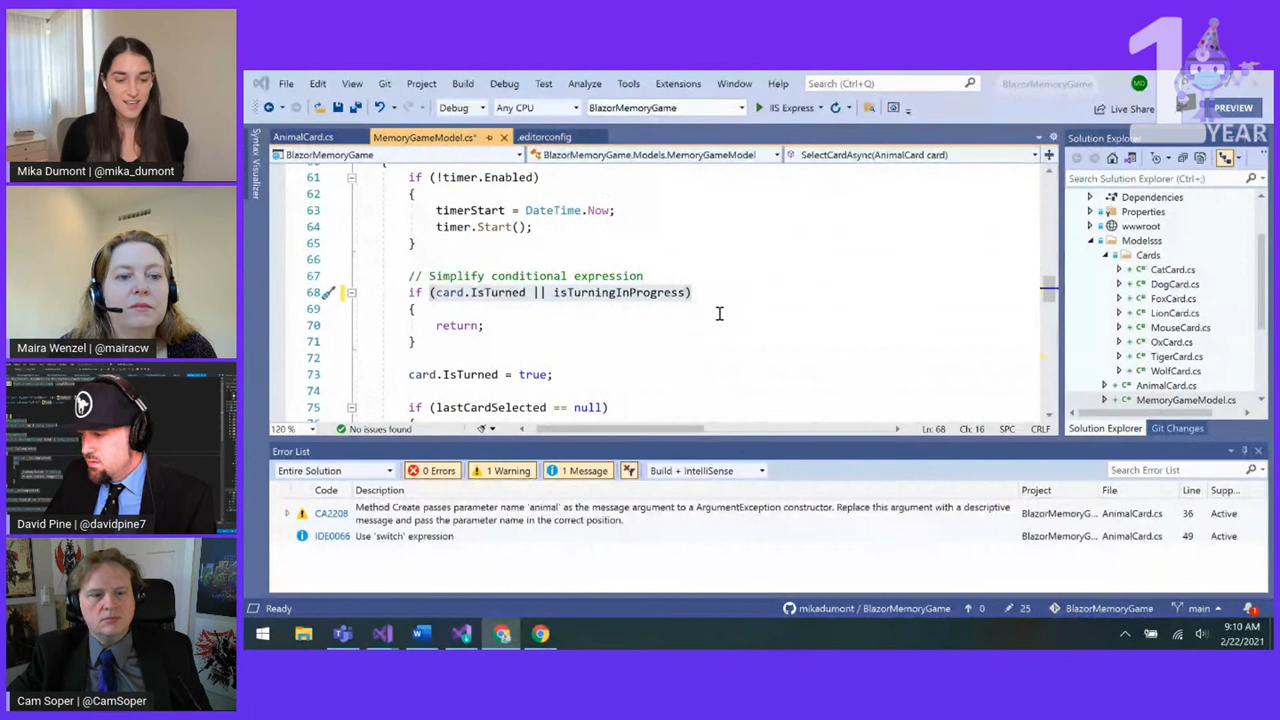 Mika Dumont | @mika_dumont
Maira Wenzel | @mairacw
David Pine | @davidpine7
Cam Soper | @CamSoper
1
YEAR
File Edit View Git Project Build Debug Test Analyze Tools Extensions Window Help Search (Ctrl+Q) BlazorMemoryGame MD
Debug Any CPU BlazorMemoryGame IIS Express Live Share PREVIEW
Syntax Visualizer
AnimalCard.cs MemoryGameModel.cs* .editorconfig
BlazorMemoryGame BlazorMemoryGame.Models.MemoryGameModel SelectCardAsync(AnimalCard card)
61 if (!timer.Enabled)
62 {
63 timerStart = DateTime.Now;
64 timer.Start();
65 }
66
67 // Simplify conditional expression
68 if (card.IsTurned || isTurningInProgress)
69 {
70 return;
71 }
72
73 card.IsTurned = true;
75 if (lastCardSelected == null)
120 % No issues found Ln: 68 Ch: 16 SPC CRLF
Solution Explorer
Search Solution Explorer (Ctrl+;)
Dependencies
Properties
wwwroot
Modelsss
Cards
CatCard.cs
DogCard.cs
FoxCard.cs
LionCard.cs
MouseCard.cs
OxCard.cs
TigerCard.cs
WolfCard.cs
AnimalCard.cs
MemoryGameModel.cs
Solution Explorer Git Changes
Error List
Entire Solution 0 Errors 1 Warning 1 Message Build + IntelliSense Search Error List
Code Description Project File Line Supp...
CA2208 Method Create passes parameter name 'animal' as the message argument to a ArgumentException constructor. Replace this argument with a descriptive message and pass the parameter name in the correct position. BlazorMemoryG... AnimalCard.cs 36 Active
IDE0066 Use 'switch' expression BlazorMemoryG... AnimalCard.cs 49 Active
Ready mikadumont / BlazorMemoryGame 0 25 BlazorMemoryGame main 1
9:10 AM
2/22/2021